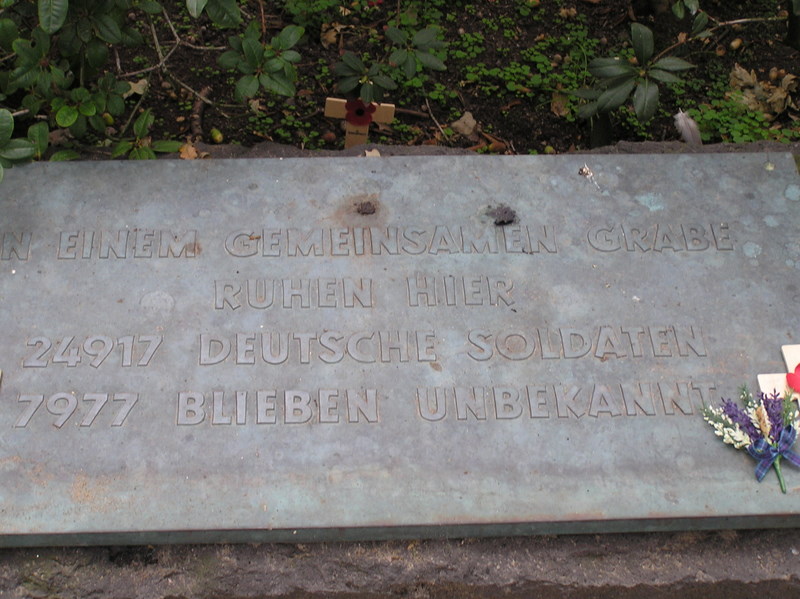 N EINEM GEMEINSAMEN GRABE
RUHEN HIER
24917 DEUTSCHE SOLDATEN
7977 BLIEBEN UNBEKANNT